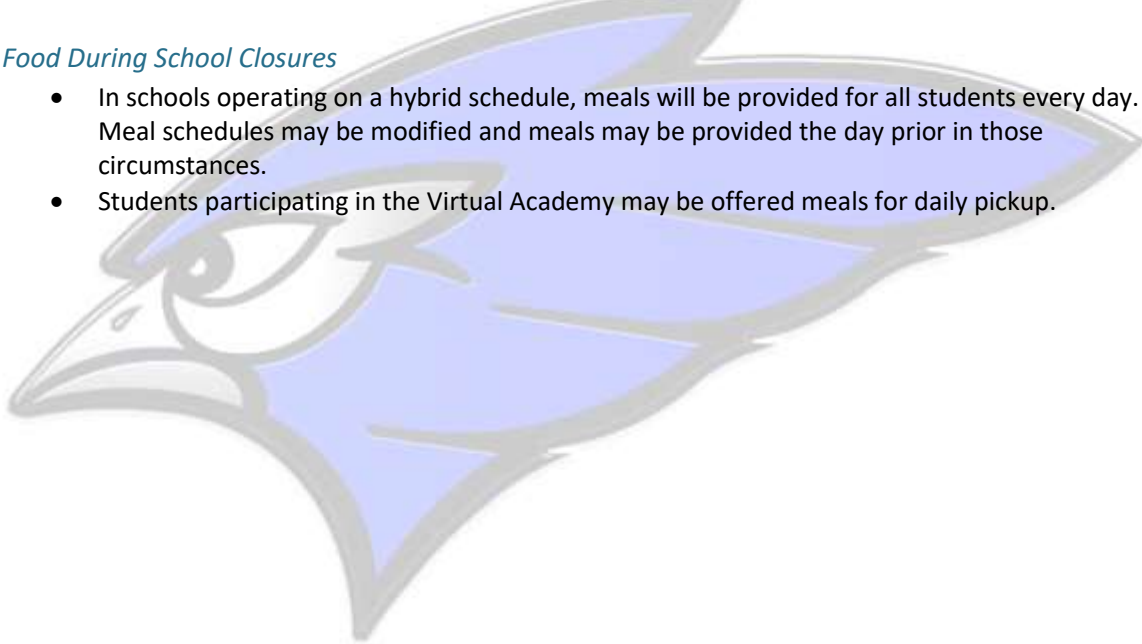 Food During School Closures
• In schools operating on a hybrid schedule, meals will be provided for all students every day.
Meal schedules may be modified and meals may be provided the day prior in those
circumstances.
• Students participating in the Virtual Academy may be offered meals for daily pickup.